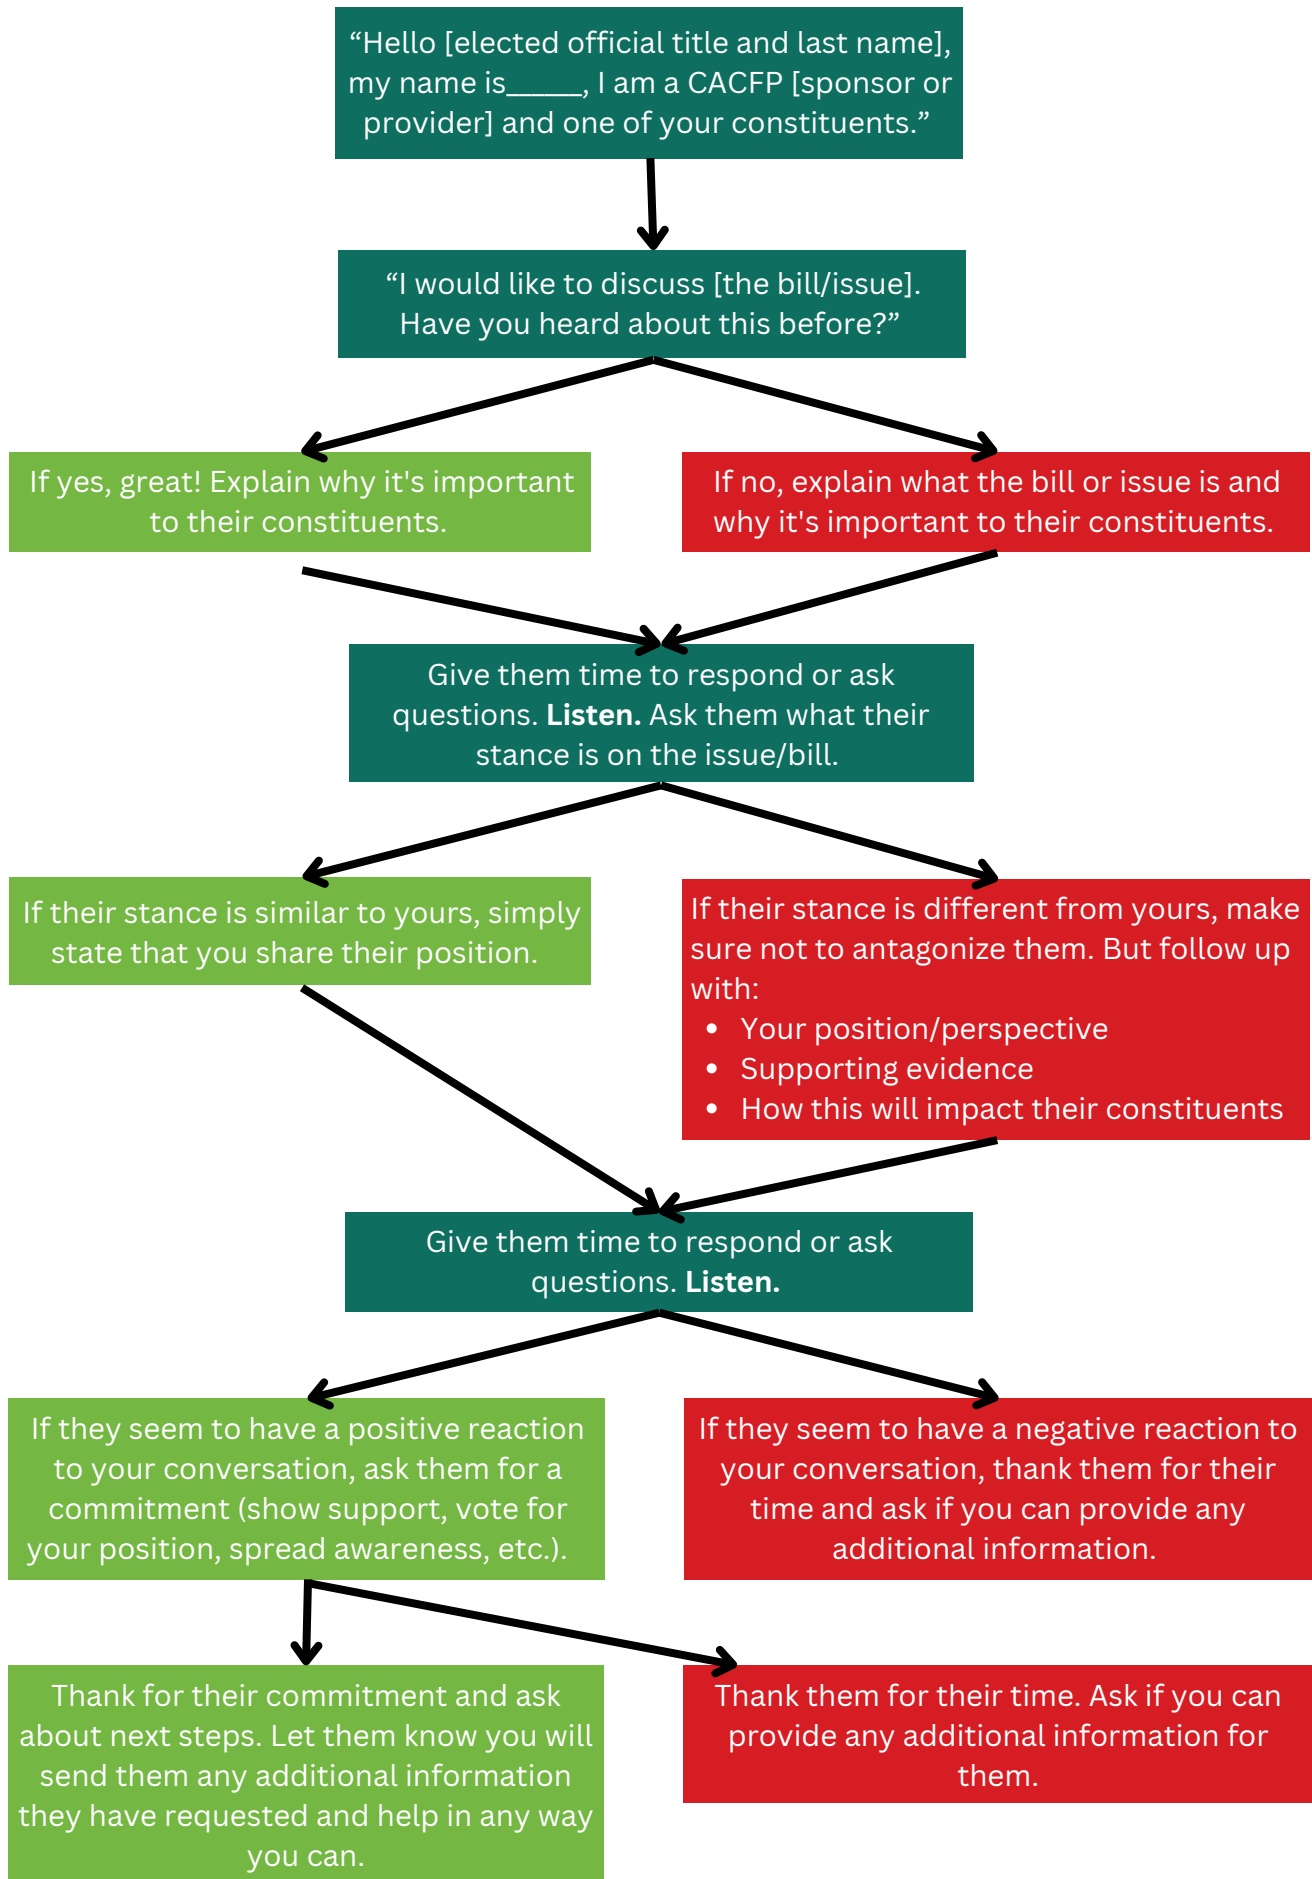 “Hello [elected official title and last name],
my name is______, I am a CACFP [sponsor or
provider] and one of your constituents.”
“I would like to discuss [the bill/issue].
Have you heard about this before?”
If yes, great! Explain why it's important
to their constituents.
If no, explain what the bill or issue is and
why it's important to their constituents.
Give them time to respond or ask
questions. Listen. Ask them what their
stance is on the issue/bill.
If their stance is similar to yours, simply
state that you share their position.
If their stance is different from yours, make
sure not to antagonize them. But follow up
with:
• Your position/perspective
• Supporting evidence
• How this will impact their constituents
Give them time to respond or ask
questions. Listen.
If they seem to have a positive reaction
to your conversation, ask them for a
commitment (show support, vote for
your position, spread awareness, etc.).
If they seem to have a negative reaction to
your conversation, thank them for their
time and ask if you can provide any
additional information.
Thank for their commitment and ask
about next steps. Let them know you will
send them any additional information
they have requested and help in any way
you can.
Thank them for their time. Ask if you can
provide any additional information for
them.